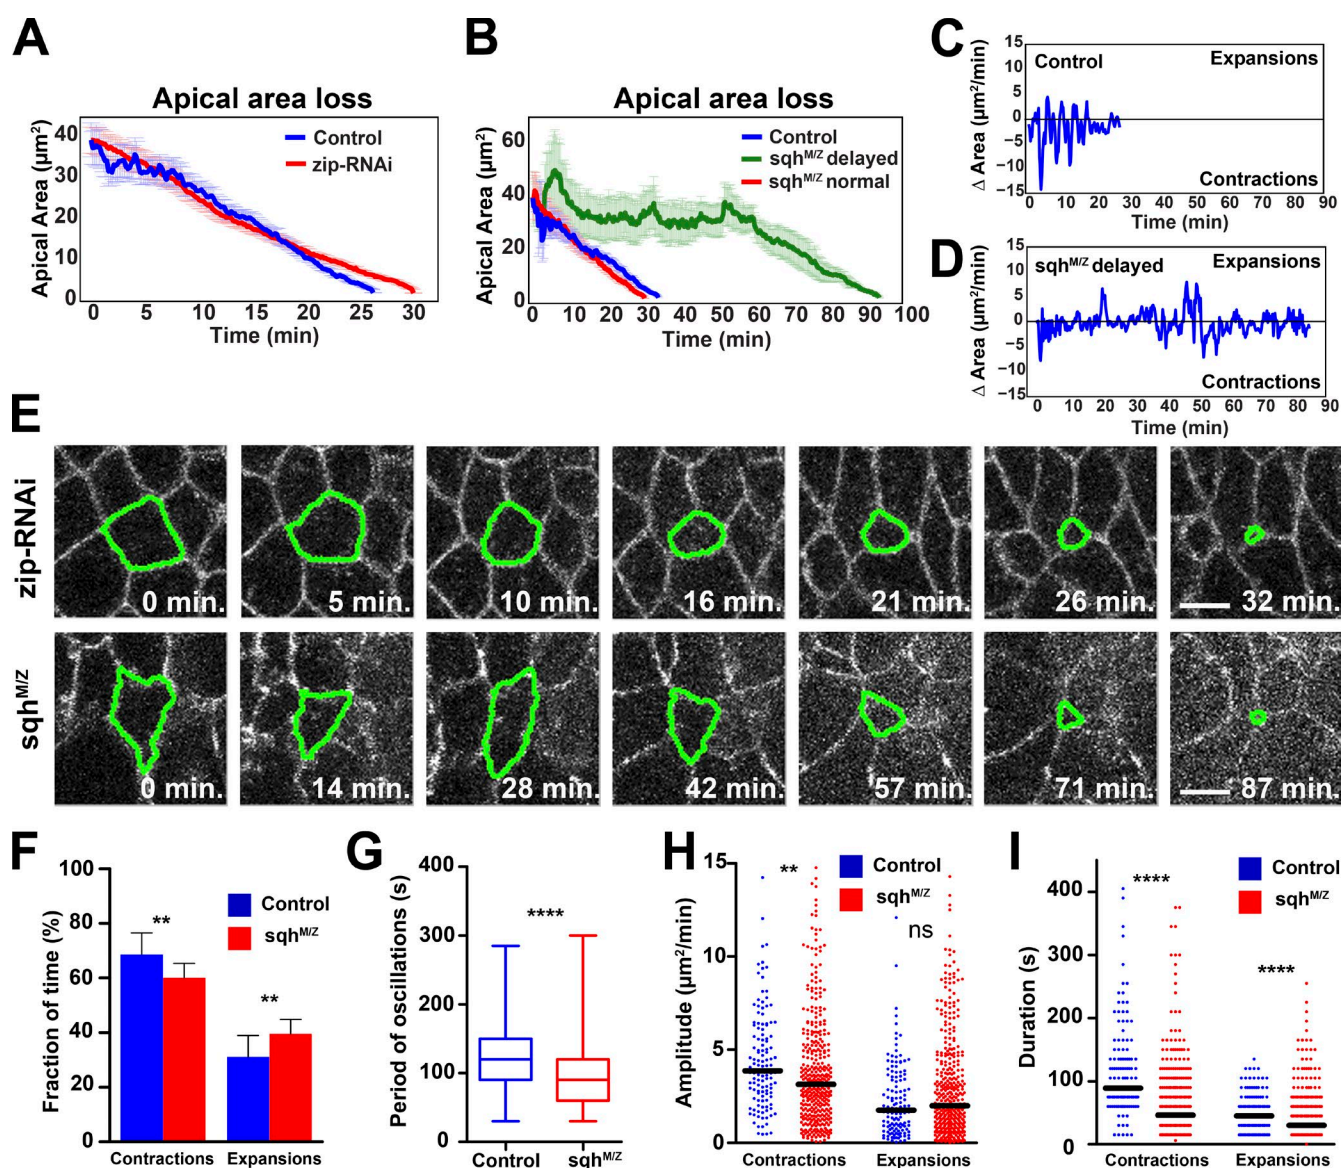 A
Apical area loss
Apical Area (µm²)
40
30
20
10
0
Control
zip-RNAi
0 5 10 15 20 25 30
Time (min)
B
Apical area loss
Apical Area (µm²)
60
40
20
0
Control
sqhM/Z delayed
sqhM/Z normal
0 10 20 30 40 50 60 70 80 90 100
Time (min)
C
Δ Area (µm²/min)
15
10
5
0
−5
−10
−15
Control
Expansions
Contractions
0 10 20 30 40 50 60 70 80 90
Time (min)
D
Δ Area (µm²/min)
15
10
5
0
−5
−10
−15
sqhM/Z delayed
Expansions
Contractions
0 10 20 30 40 50 60 70 80 90
Time (min)
E
zip-RNAi
0 min. 5 min. 10 min. 16 min. 21 min. 26 min. 32 min.
sqhM/Z
0 min. 14 min. 28 min. 42 min. 57 min. 71 min. 87 min.
F
Fraction of time (%)
100
80
60
40
20
0
Control
sqhM/Z
**
**
Contractions Expansions
G
Period of oscillations (s)
400
300
200
100
0
****
Control sqhM/Z
H
Amplitude (µm²/min)
15
10
5
0
Control
sqhM/Z
**
ns
Contractions Expansions
I
Duration (s)
400
300
200
100
0
Control
sqhM/Z
****
****
Contractions Expansions